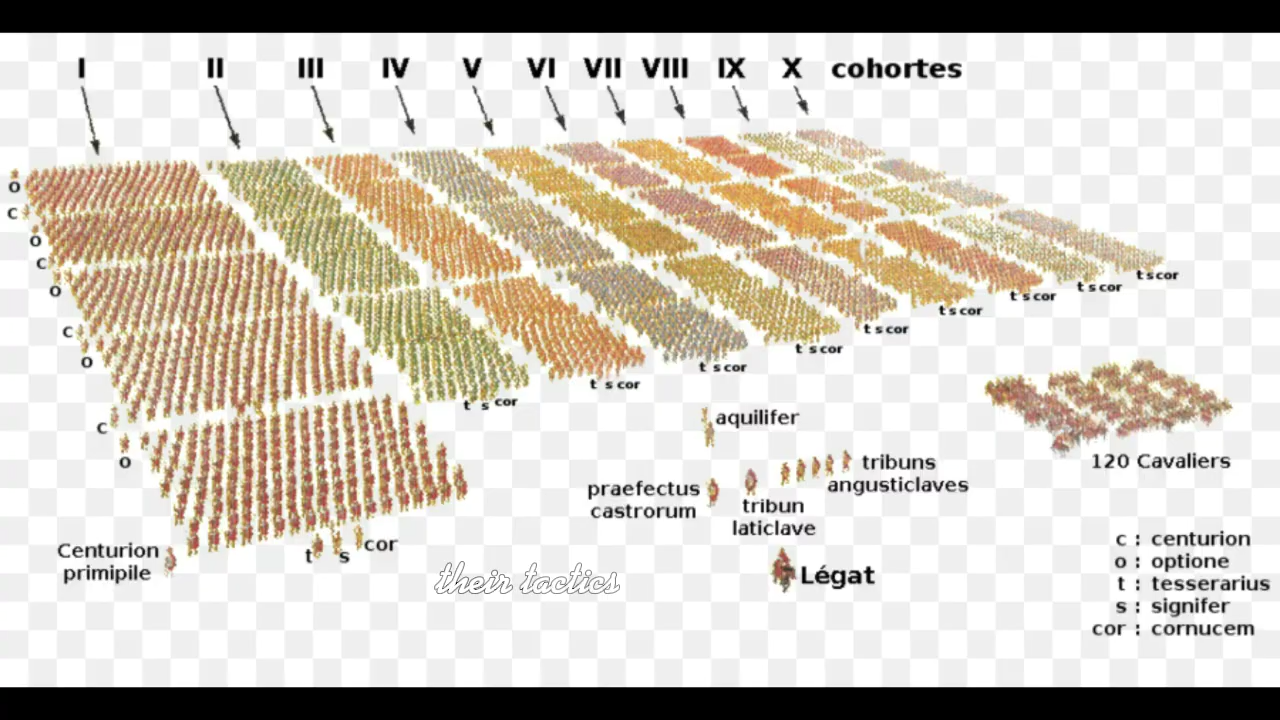 I II III IV V VI VII VIII IX X cohortes
o
c
o
c
o
c
o
c
o
t s cor
t s cor
t s cor
t s cor
t s cor
t s cor
t s cor
t s cor
t s cor
t s cor
Centurion
primipile
aquilifer
praefectus
castrorum
tribun
laticlave
tribuns
angusticlaves
Légat
120 Cavaliers
their tactics
c : centurion
o : optione
t : tesserarius
s : signifer
cor : cornucem